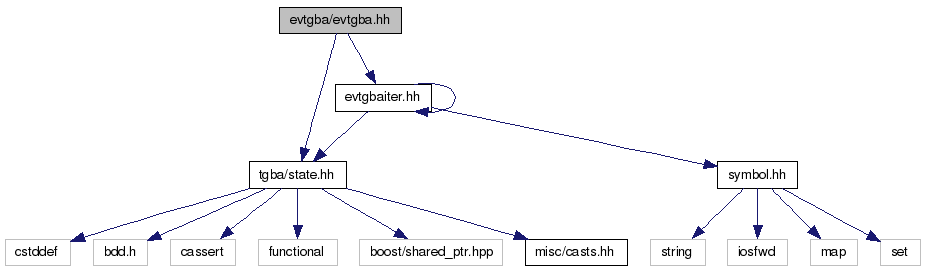 evtgba/evtgba.hh
evtgbaiter.hh
tgba/state.hh
symbol.hh
cstddef
bdd.h
cassert
functional
boost/shared_ptr.hpp
misc/casts.hh
string
iosfwd
map
set